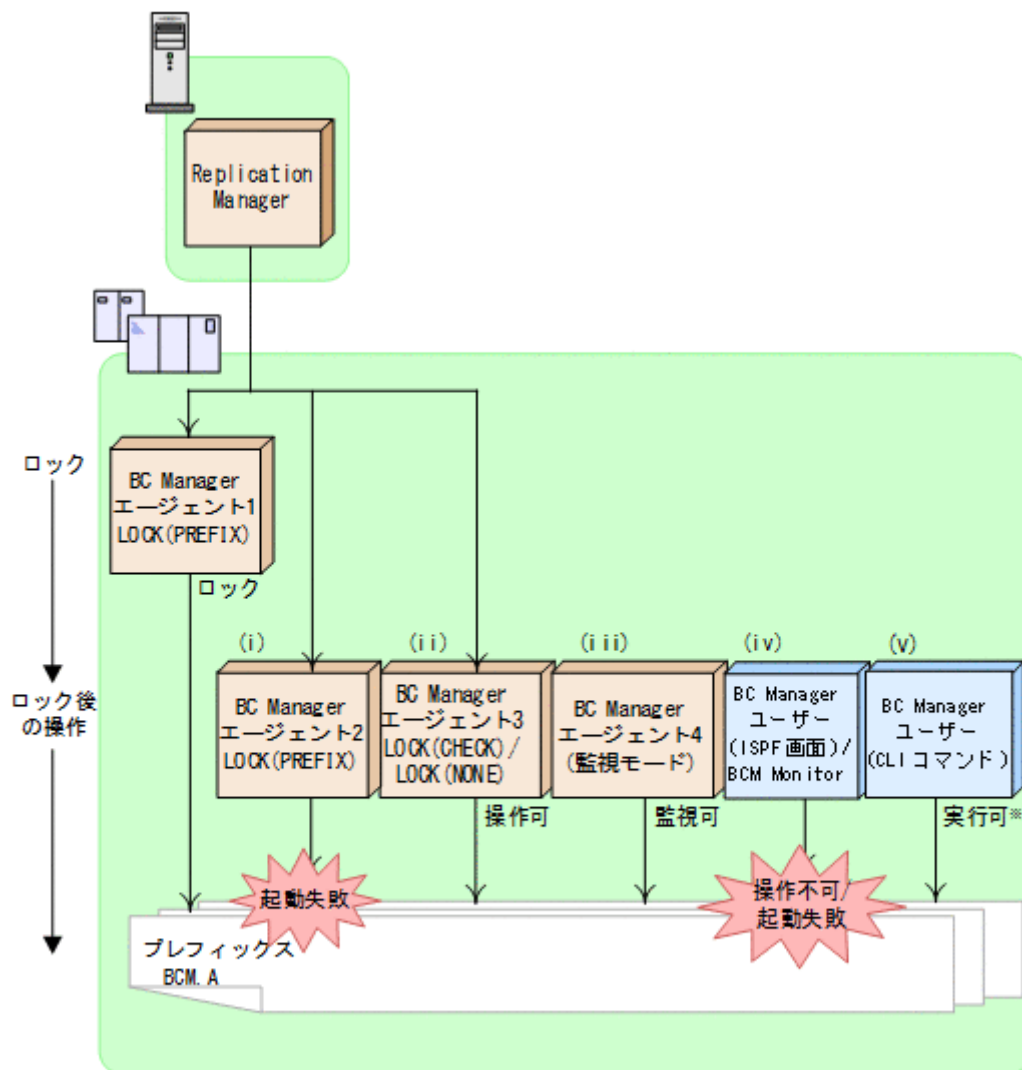 Replication
Manager
ロック
BC Manager
エージェント1
LOCK(PREFIX)
ロック
(i)
(ii)
(iii)
(iv)
(v)
ロック後
の操作
BC Manager
エージェント2
LOCK(PREFIX)
BC Manager
エージェント3
LOCK(CHECK)/
LOCK(NONE)
BC Manager
エージェント4
(監視モード)
BC Manager
ユーザー
(ISPF画面)/
BCM Monitor
BC Manager
ユーザー
(CLIコマンド)
操作可
監視可
実行可※
起動失敗
操作不可/
起動失敗
プレフィックス
BCM.A